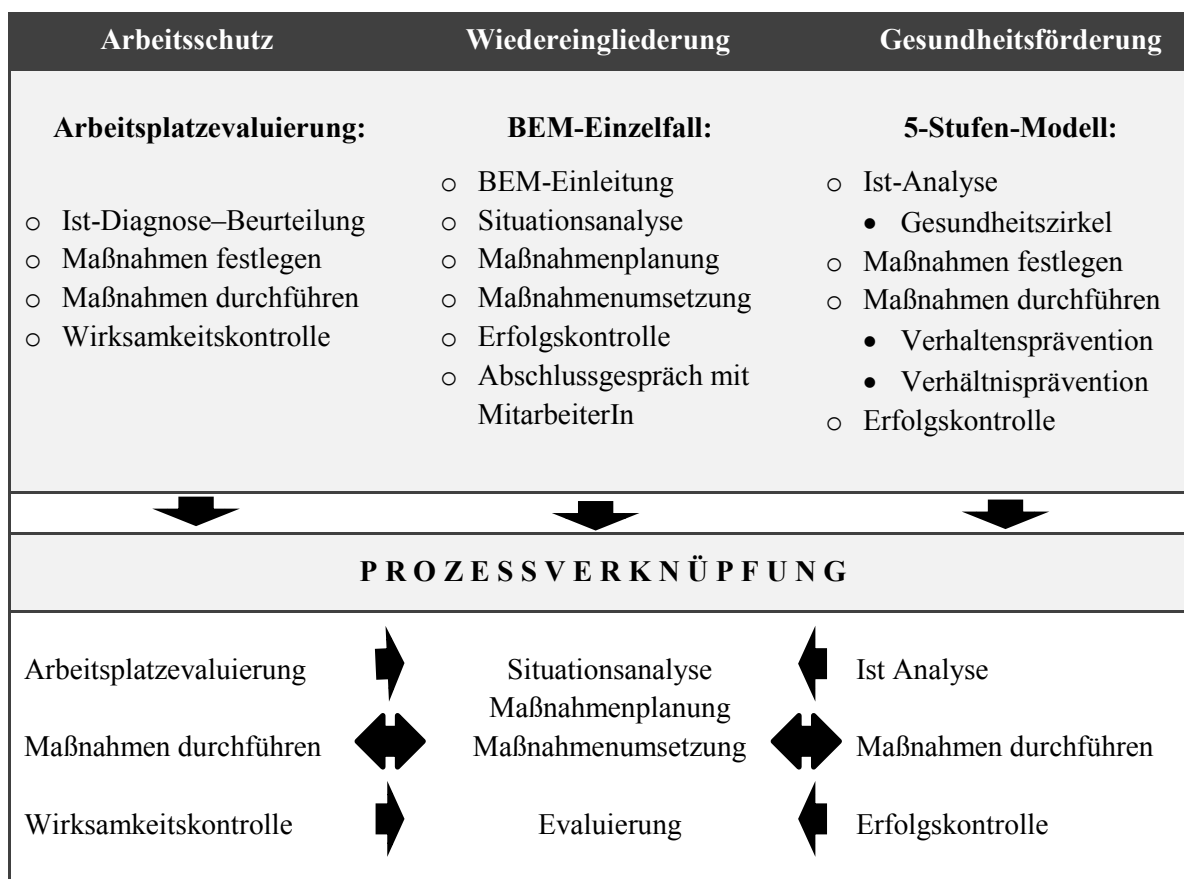 Arbeitsschutz
Wiedereingliederung
Gesundheitsförderung
Arbeitsplatzevaluierung:
o Ist-Diagnose–Beurteilung
o Maßnahmen festlegen
o Maßnahmen durchführen
o Wirksamkeitskontrolle
BEM-Einzelfall:
o BEM-Einleitung
o Situationsanalyse
o Maßnahmenplanung
o Maßnahmenumsetzung
o Erfolgskontrolle
o Abschlussgespräch mit
MitarbeiterIn
5-Stufen-Modell:
o Ist-Analyse
• Gesundheitszirkel
o Maßnahmen festlegen
o Maßnahmen durchführen
• Verhaltensprävention
• Verhältnisprävention
o Erfolgskontrolle
PROZESSVERKNÜPFUNG
Arbeitsplatzevaluierung
Situationsanalyse
Ist Analyse
Maßnahmenplanung
Maßnahmen durchführen
Maßnahmenumsetzung
Maßnahmen durchführen
Wirksamkeitskontrolle
Evaluierung
Erfolgskontrolle